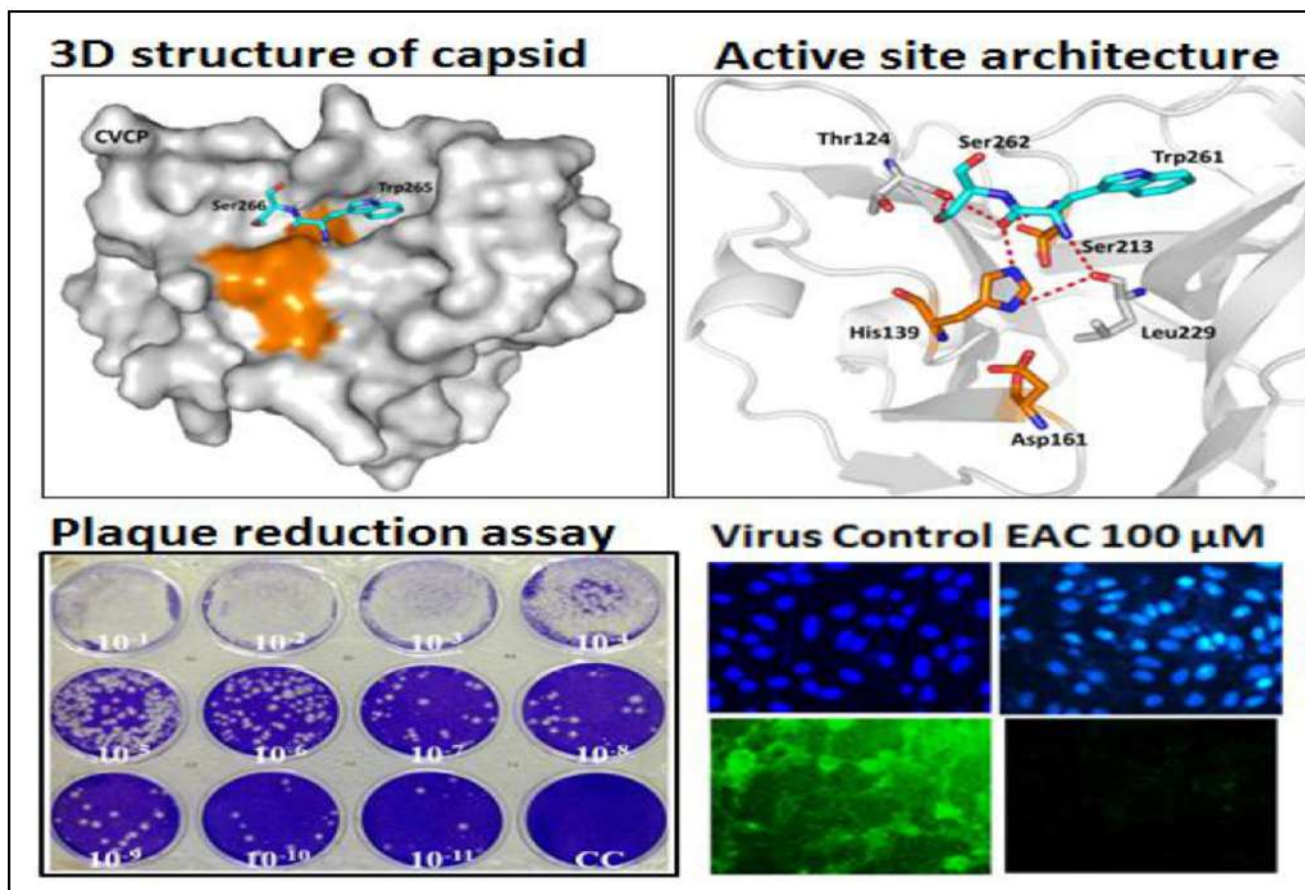 3D structure of capsid
Active site architecture
CVCP
Ser266
Trp265
Thr124
Ser262
Trp261
Ser213
His139
Leu229
Asp161
Plaque reduction assay
Virus Control EAC 100 µM
10-1
10-2
10-3
10-4
10-5
10-6
10-7
10-8
10-9
10-10
10-11
CC